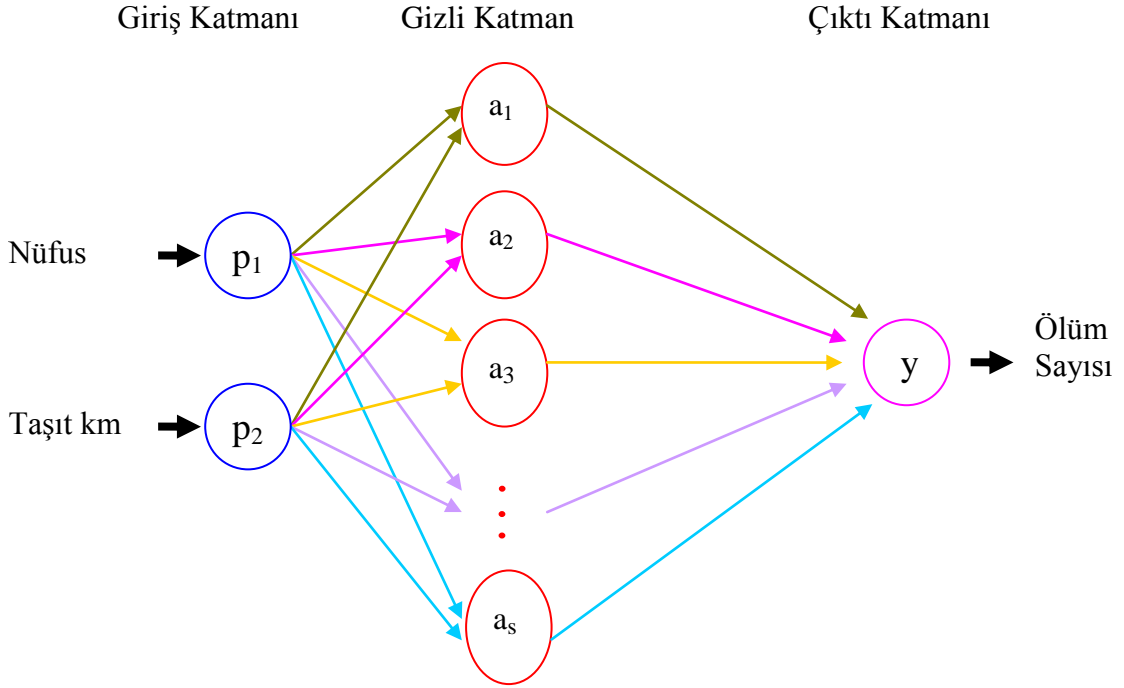 Giriş Katmanı
Gizli Katman
Çıktı Katmanı
a₁
a₂
Nüfus
p₁
Ölüm
Sayısı
y
a₃
Taşıt km
p₂
aₛ